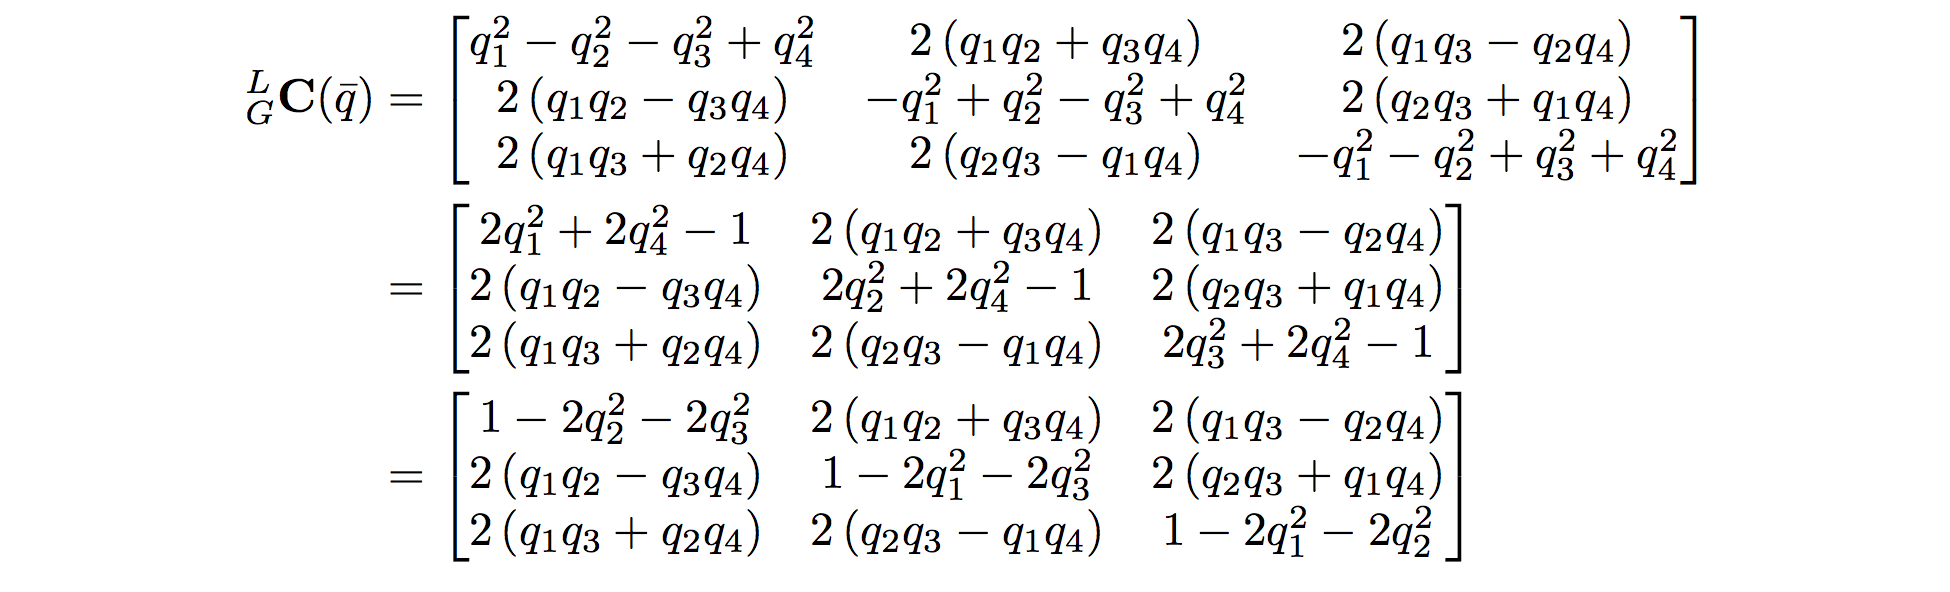 $^L_G\mathbf{C}(\bar{q}) = \begin{bmatrix} q_1^2 - q_2^2 - q_3^2 + q_4^2 & 2(q_1q_2 + q_3q_4) & 2(q_1q_3 - q_2q_4) \\ 2(q_1q_2 - q_3q_4) & -q_1^2 + q_2^2 - q_3^2 + q_4^2 & 2(q_2q_3 + q_1q_4) \\ 2(q_1q_3 + q_2q_4) & 2(q_2q_3 - q_1q_4) & -q_1^2 - q_2^2 + q_3^2 + q_4^2 \end{bmatrix}$
$= \begin{bmatrix} 2q_1^2 + 2q_4^2 - 1 & 2(q_1q_2 + q_3q_4) & 2(q_1q_3 - q_2q_4) \\ 2(q_1q_2 - q_3q_4) & 2q_2^2 + 2q_4^2 - 1 & 2(q_2q_3 + q_1q_4) \\ 2(q_1q_3 + q_2q_4) & 2(q_2q_3 - q_1q_4) & 2q_3^2 + 2q_4^2 - 1 \end{bmatrix}$
$= \begin{bmatrix} 1 - 2q_2^2 - 2q_3^2 & 2(q_1q_2 + q_3q_4) & 2(q_1q_3 - q_2q_4) \\ 2(q_1q_2 - q_3q_4) & 1 - 2q_1^2 - 2q_3^2 & 2(q_2q_3 + q_1q_4) \\ 2(q_1q_3 + q_2q_4) & 2(q_2q_3 - q_1q_4) & 1 - 2q_1^2 - 2q_2^2 \end{bmatrix}$